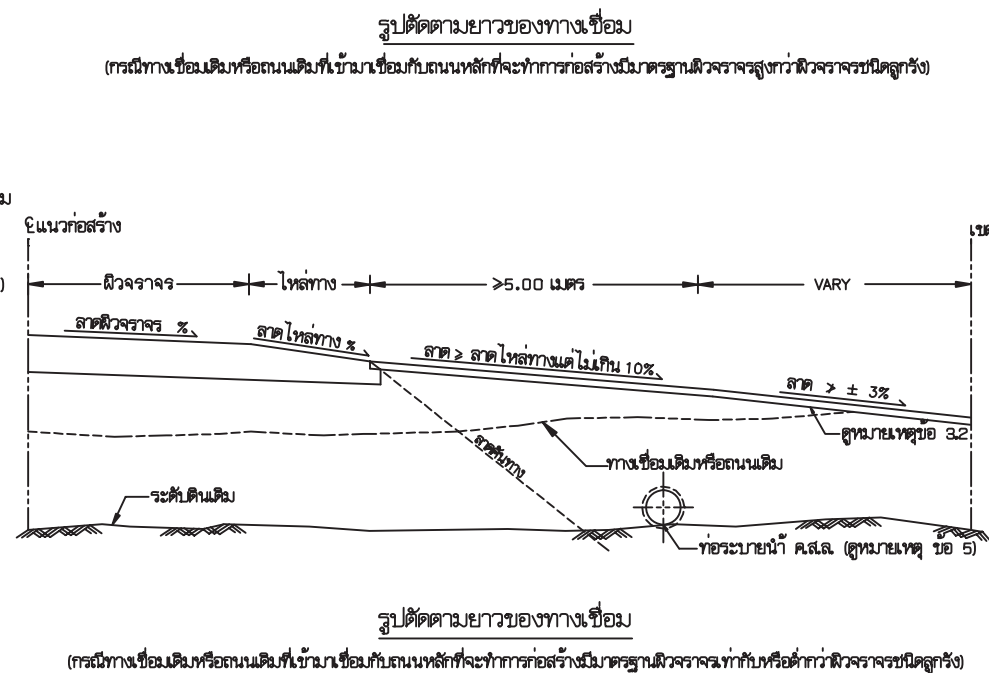 รูปตัดตามยาวของทางเชื่อม
(กรณีทางเชื่อมเดิมหรือถนนเดิมที่เข้ามาเชื่อมกับถนนหลักที่จะทำการก่อสร้างมีมาตรฐานผิวจราจรสูงกว่าผิวจราจรชนิดลูกรัง)
℄แนวก่อสร้าง
ผิวจราจร
ไหล่ทาง
≥5.00 เมตร
VARY
ลาดผิวจราจร %
ลาดไหล่ทาง %
ลาด ≥ ลาดไหล่ทางแต่ไม่เกิน 10%
ลาด ≯ ± 3%
ดูหมายเหตุข้อ 3.2
ลาดคันทาง
ทางเชื่อมเดิมหรือถนนเดิม
ระดับดินเดิม
ท่อระบายน้ำ ค.ส.ล. (ดูหมายเหตุ ข้อ 5)
รูปตัดตามยาวของทางเชื่อม
(กรณีทางเชื่อมเดิมหรือถนนเดิมที่เข้ามาเชื่อมกับถนนหลักที่จะทำการก่อสร้างมีมาตรฐานผิวจราจรเท่ากับหรือต่ำกว่าผิวจราจรชนิดลูกรัง)